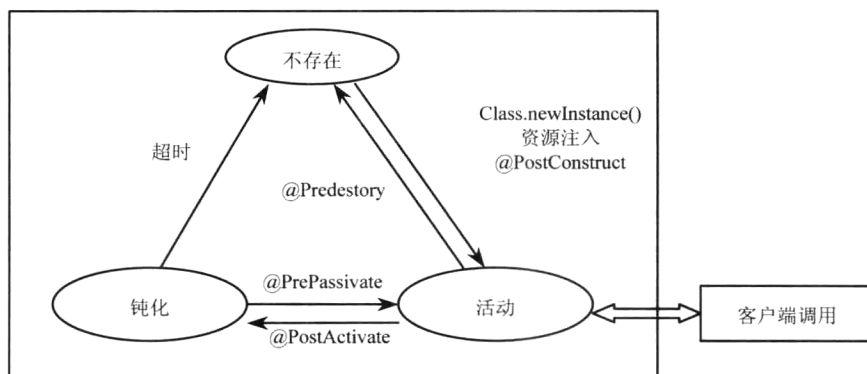 不存在
Class.newInstance()
资源注入
@PostConstruct
超时
@Predestory
@PrePassivate
钝化
活动
客户端调用
@PostActivate